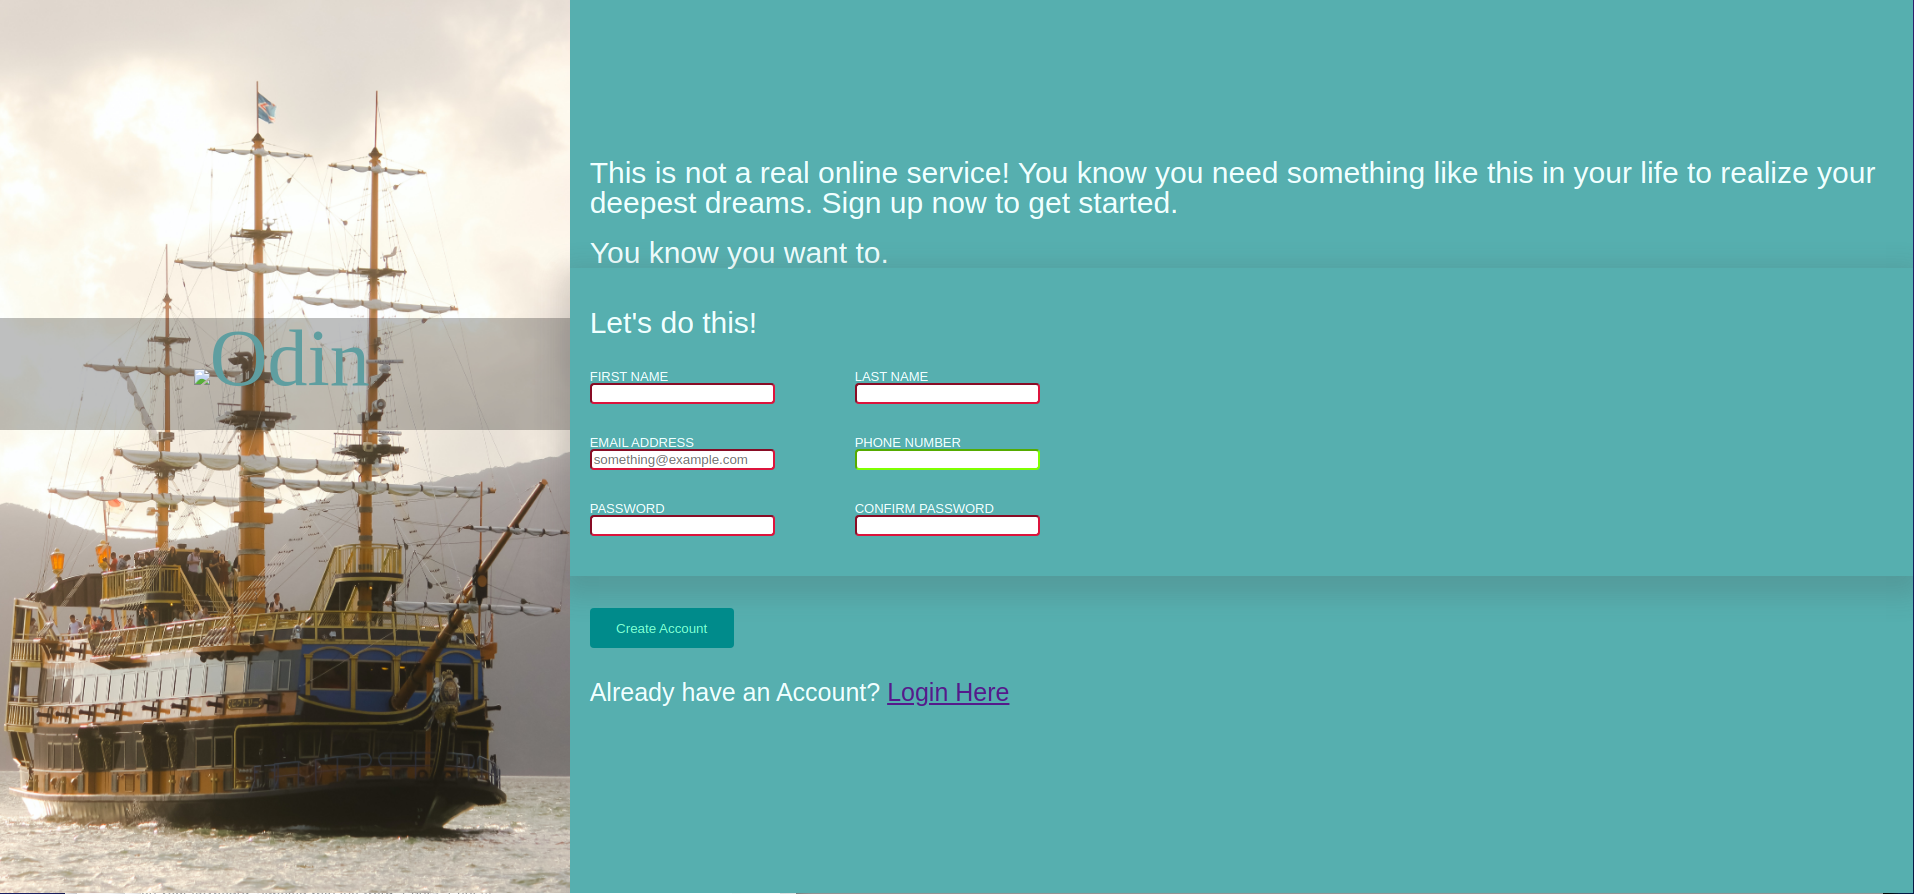 Odin
This is not a real online service! You know you need something like this in your life to realize your
deepest dreams. Sign up now to get started.
You know you want to.
Let's do this!
FIRST NAME
LAST NAME
EMAIL ADDRESS
something@example.com
PHONE NUMBER
PASSWORD
CONFIRM PASSWORD
Create Account
Already have an Account? Login Here